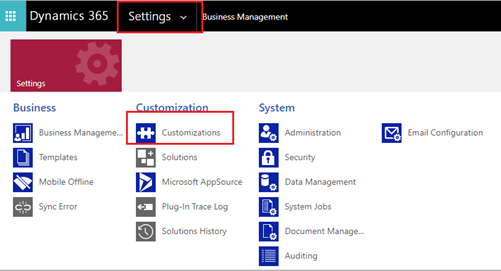 Dynamics 365 Settings Business Management
Settings
Business Customization System
Business Manageme... Customizations Administration Email Configuration
Templates Solutions Security
Mobile Offline Microsoft AppSource Data Management
Sync Error Plug-In Trace Log System Jobs
Solutions History Document Manage...
Auditing